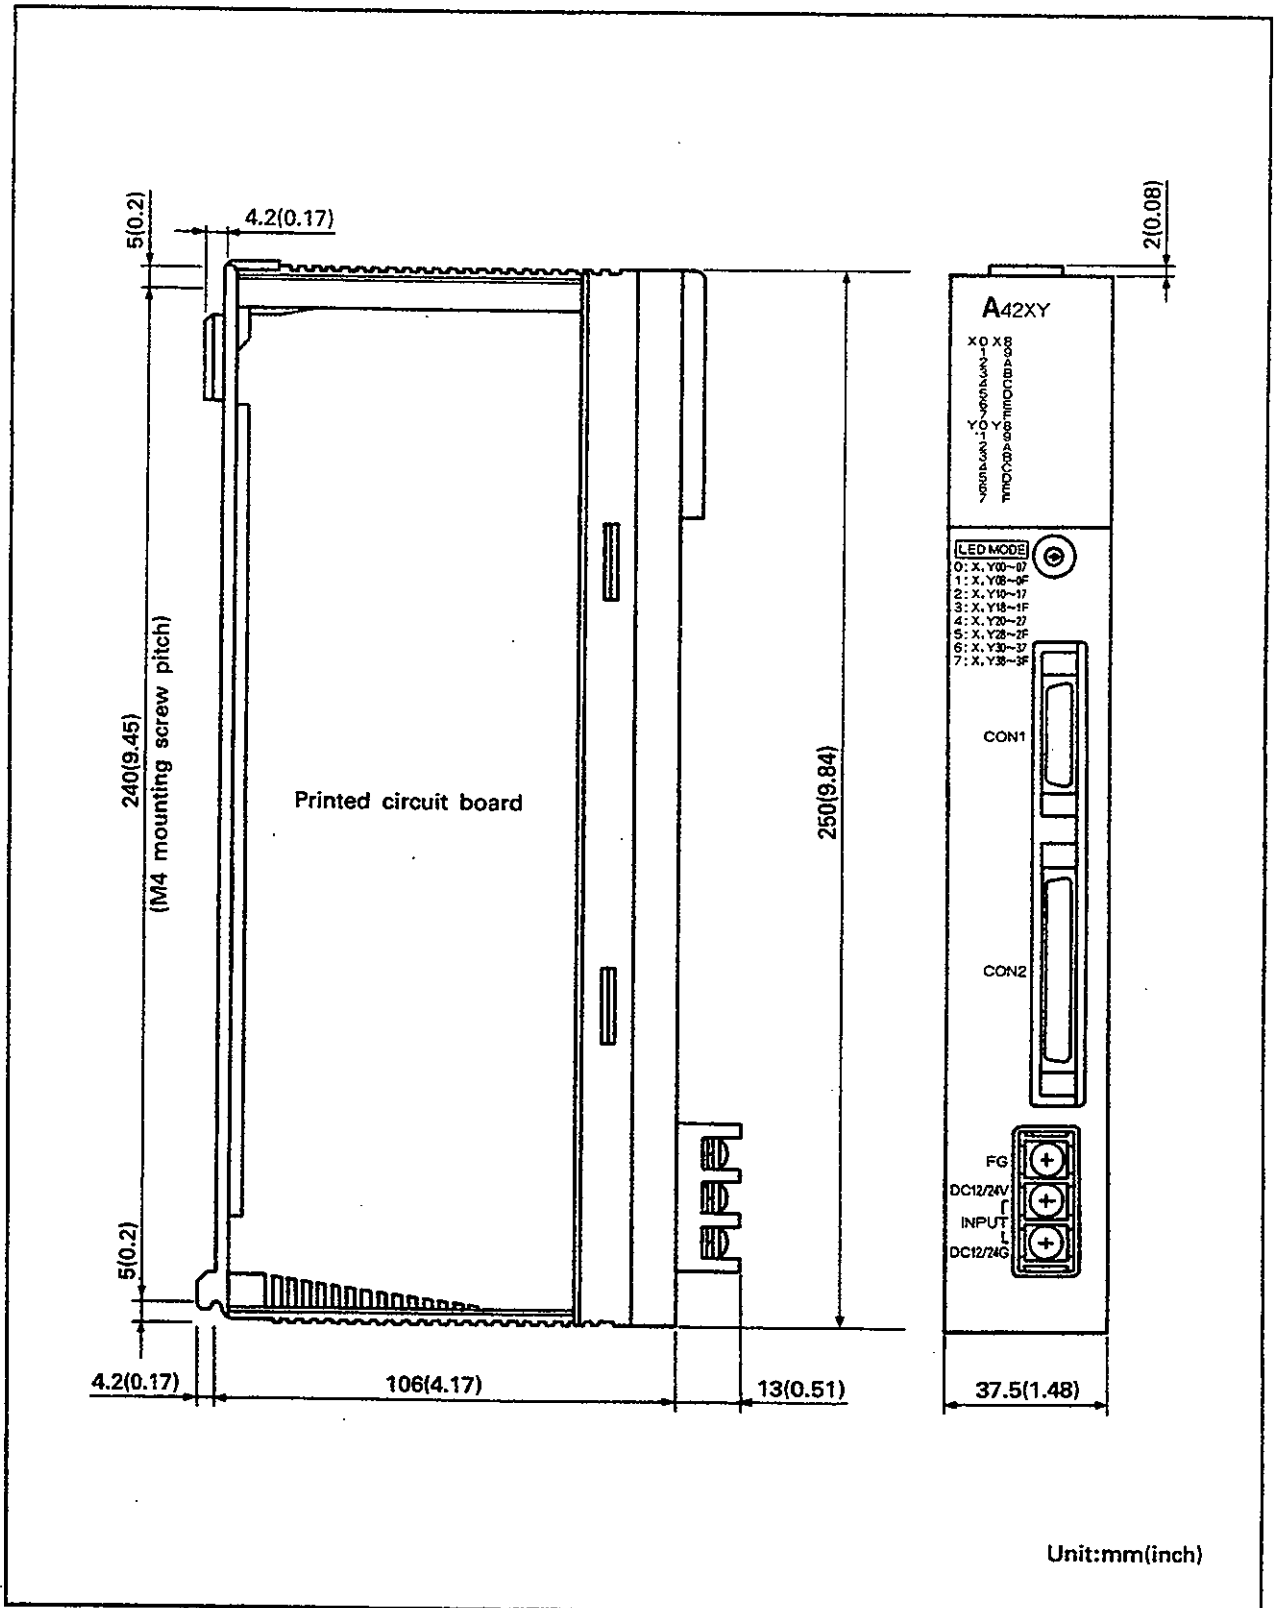 5(0.2)
4.2(0.17)
2(0.08)
240(9.45)
(M4 mounting screw pitch)
Printed circuit board
250(9.84)
5(0.2)
4.2(0.17)
106(4.17)
13(0.51)
A42XY
X0 X8
1 9
2 A
3 B
4 C
5 D
6 E
7 F
Y0 Y8
1 9
2 A
3 B
4 C
5 D
6 E
7 F
LED MODE
0: X, Y00~07
1: X, Y08~0F
2: X, Y10~17
3: X, Y18~1F
4: X, Y20~27
5: X, Y28~2F
6: X, Y30~37
7: X, Y38~3F
CON1
CON2
FG
DC12/24V
INPUT
DC12/24G
37.5(1.48)
Unit:mm(inch)